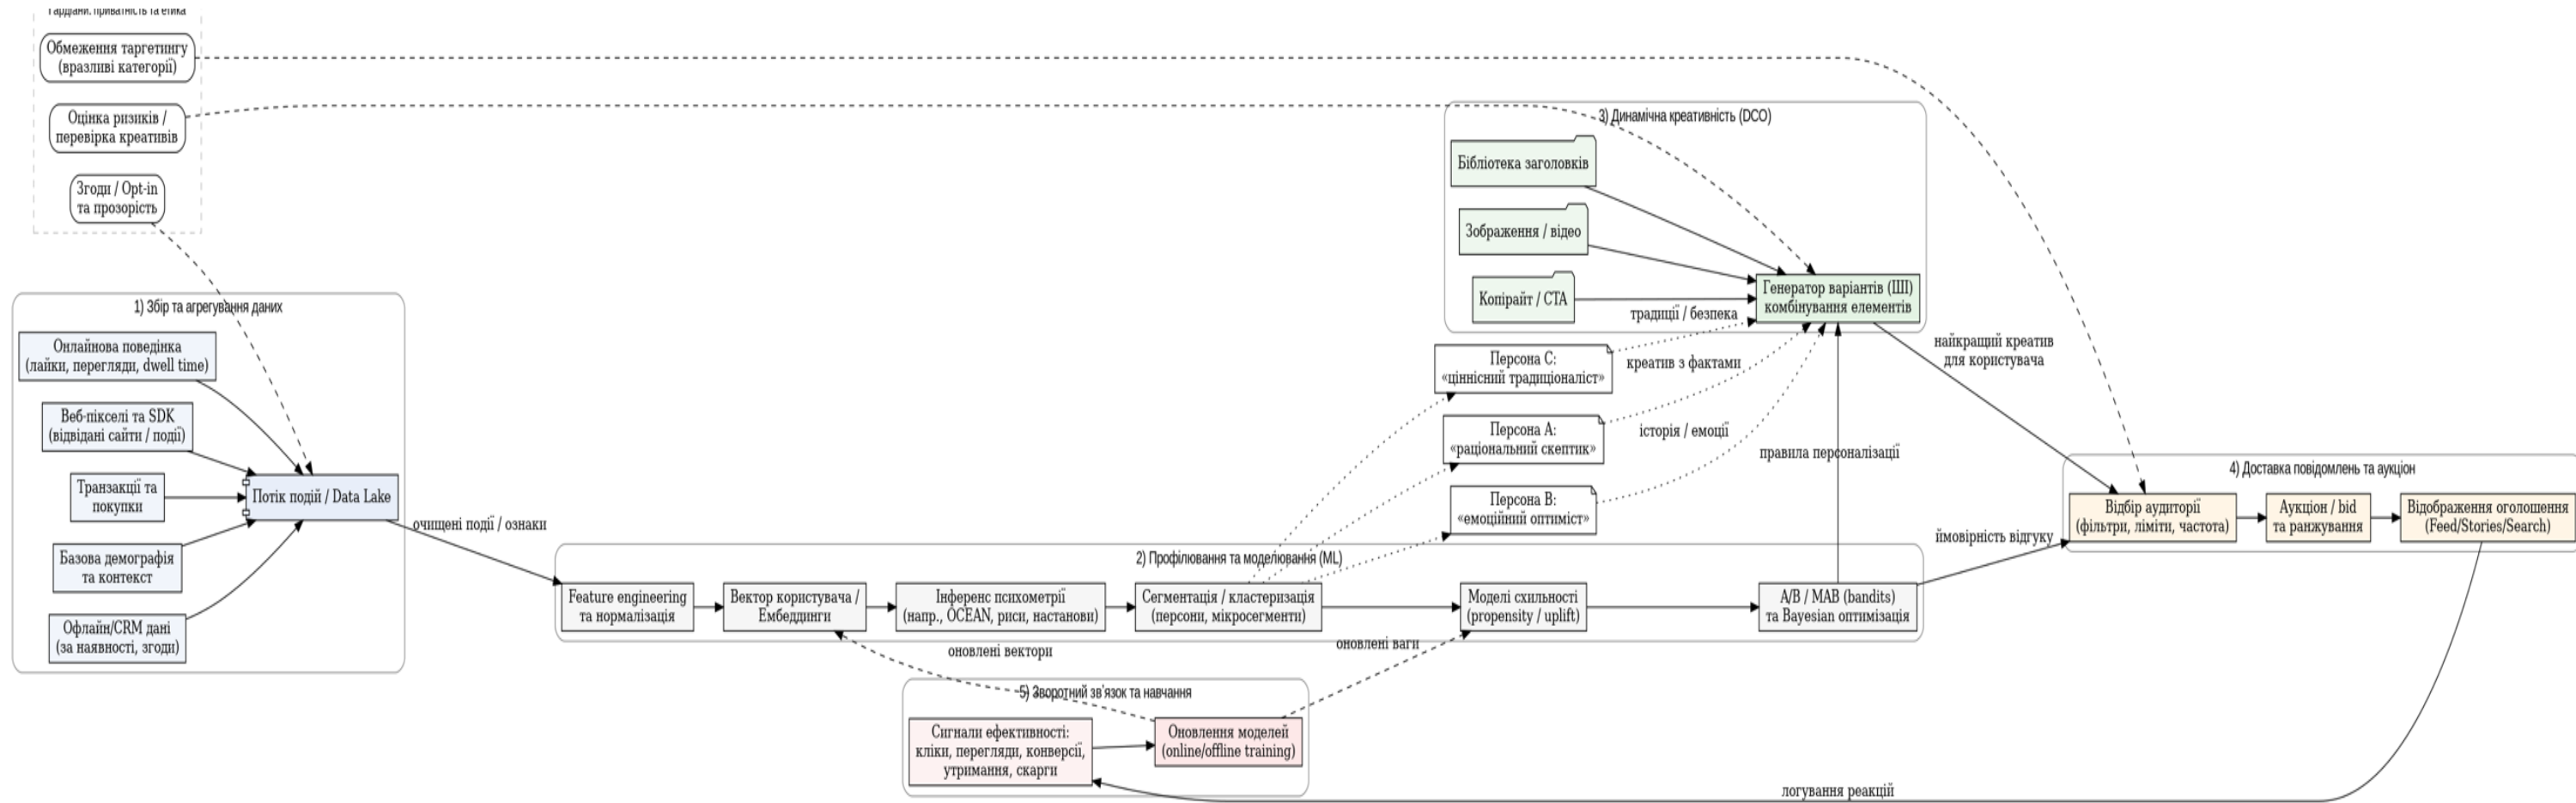 Гардіани: приватність та етика
Обмеження таргетингу
(вразливі категорії)
Оцінка ризиків /
перевірка креативів
Згоди / Opt-in
та прозорість
1) Збір та агрегування даних
Онлайнова поведінка
(лайки, перегляди, dwell time)
Веб-пікселі та SDK
(відвідані сайти / події)
Транзакції та
покупки
Базова демографія
та контекст
Офлайн/CRM дані
(за наявності, згоди)
Потік подій / Data Lake
очищені події / ознаки
2) Профілювання та моделювання (ML)
Feature engineering
та нормалізація
Вектор користувача /
Ембеддинги
Інференс психометрії
(напр., OCEAN, риси, настанови)
Сегментація / кластеризація
(персони, мікросегменти)
Моделі схильності
(propensity / uplift)
A/B / MAB (bandits)
та Bayesian оптимізація
Персона C:
«ціннісний традиціоналіст»
Персона A:
«раціональний скептик»
Персона B:
«емоційний оптиміст»
традиції / безпека
креатив з фактами
історія / емоції
правила персоналізації
3) Динамічна креативність (DCO)
Бібліотека заголовків
Зображення / відео
Копірайт / CTA
Генератор варіантів (ШІ)
комбінування елементів
найкращий креатив
для користувача
ймовірність відгуку
4) Доставка повідомлень та аукціон
Відбір аудиторії
(фільтри, ліміти, частота)
Аукціон / bid
та ранжування
Відображення оголошення
(Feed/Stories/Search)
оновлені вектори
оновлені ваги
5) Зворотний зв'язок та навчання
Сигнали ефективності:
кліки, перегляди, конверсії,
утримання, скарги
Оновлення моделей
(online/offline training)
логування реакцій